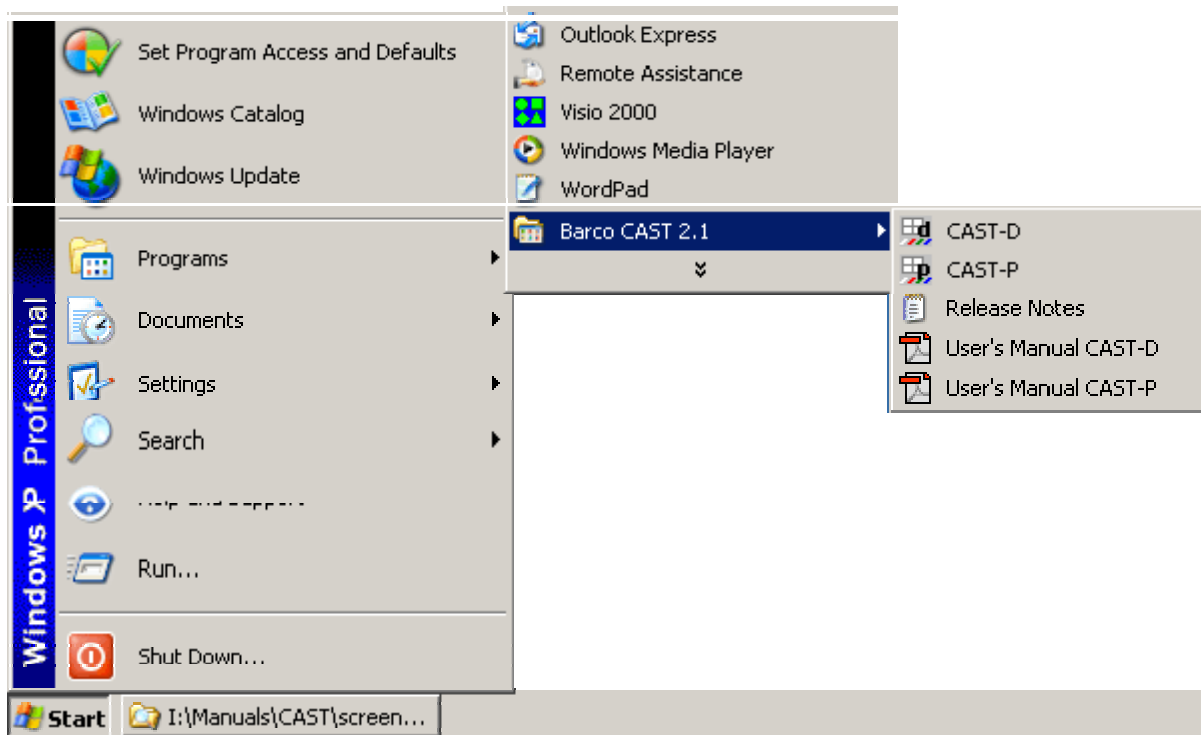 Set Program Access and Defaults
Windows Catalog
Windows Update
Programs
Documents
Settings
Search
Run...
Shut Down...
Windows XP Profssional
Outlook Express
Remote Assistance
Visio 2000
Windows Media Player
WordPad
Barco CAST 2.1
CAST-D
CAST-P
Release Notes
User's Manual CAST-D
User's Manual CAST-P
Start
I:\Manuals\CAST\screen...